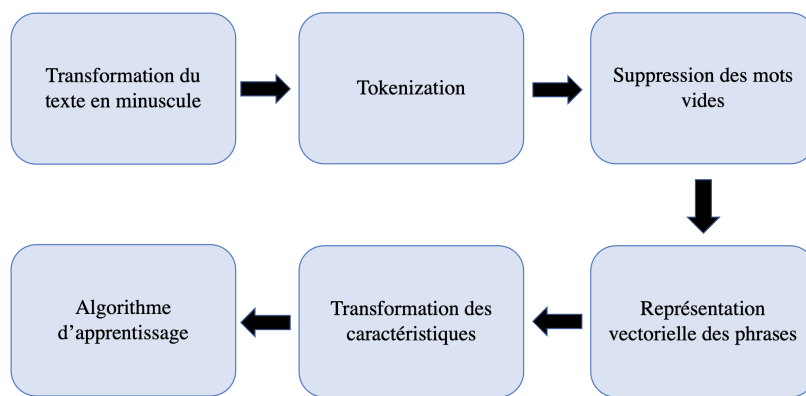 Transformation du
texte en minuscule
Tokenization
Suppression des mots
vides
Représentation
vectorielle des phrases
Transformation des
caractéristiques
Algorithme
d’apprentissage